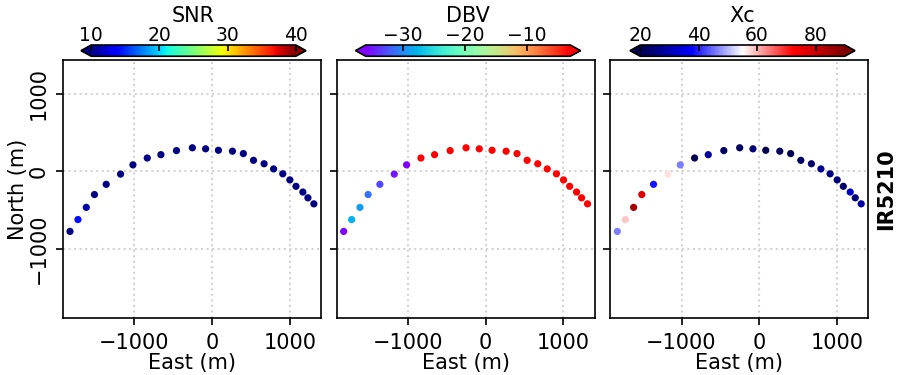 SNR DBV Xc
10 20 30 40 −30 −20 −10 20 40 60 80
1000
0
−1000
North (m)
IR5210
−1000 0 1000 −1000 0 1000 −1000 0 1000
East (m) East (m) East (m)